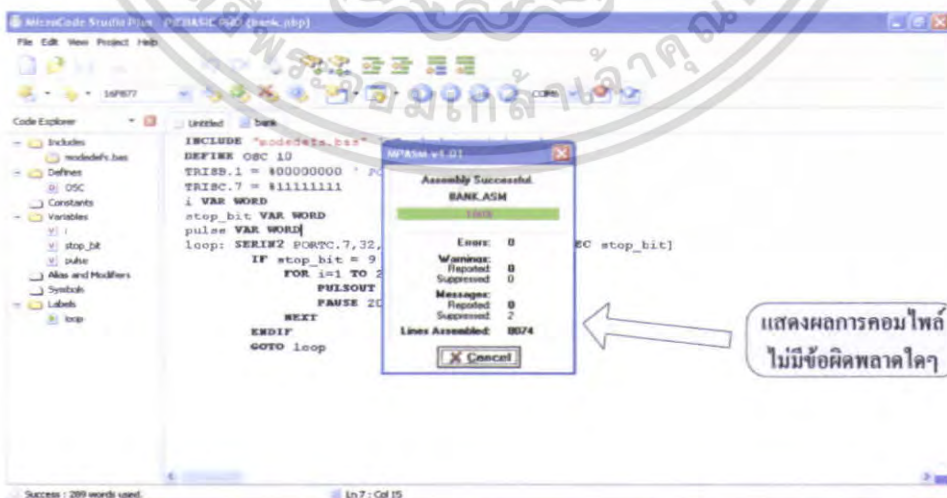 MicroCode Studio Plus - PICBASIC PRO (bank.pbp)
File Edit View Project Help
16F877
COM6
Code Explorer
Untitled bank
Includes
modedefs.bas
Defines
OSC
Constants
Variables
i
stop_bit
pulse
Alias and Modifiers
Symbols
Labels
loop
INCLUDE "modedefs.bas"
DEFINE OSC 10
TRISB.1 = %00000000 '
TRISC.7 = %11111111
i VAR WORD
stop_bit VAR WORD
pulse VAR WORD
loop: SERIN2 PORTC.7,32, EC stop_bit]
IF stop_bit = 9
FOR i=1 TO 2
PULSOUT
PAUSE 20
NEXT
ENDIF
GOTO loop
MPASM v4.01
Assembly Successful.
BANK.ASM
Errors: 0
Warnings:
Reported: 0
Suppressed: 0
Messages:
Reported: 0
Suppressed: 2
Lines Assembled: 8074
Cancel
แสดงผลการคอมไพล์
ไม่มีข้อผิดพลาดใดๆ
Success : 289 words used.
Ln 7 : Col 15